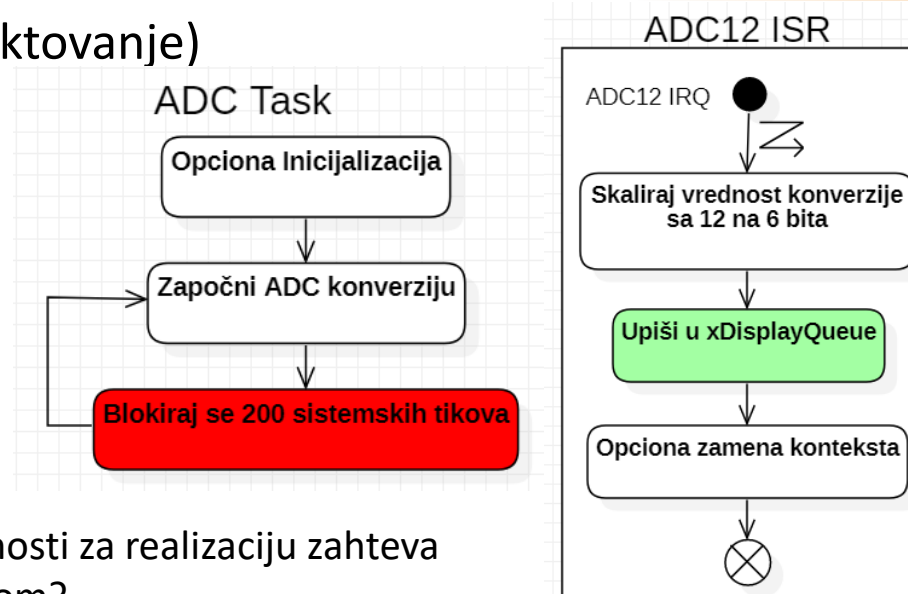 ktovanje)
ADC Task
Opciona Inicijalizacija
Započni ADC konverziju
Blokiraj se 200 sistemskih tikova
nosti za realizaciju zahteva
ADC12 ISR
ADC12 IRQ
Skaliraj vrednost konverzije
sa 12 na 6 bita
Upiši u xDisplayQueue
Opciona zamena konteksta